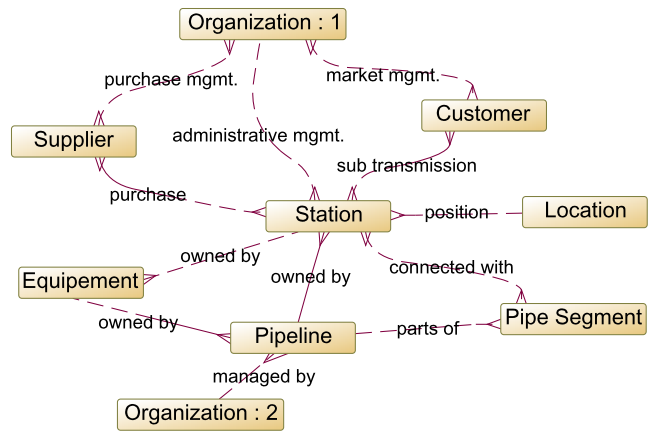 Organization : 1
purchase mgmt.
market mgmt.
Customer
Supplier
administrative mgmt.
sub transmission
purchase
Station
position
Location
owned by
connected with
Equipement
owned by
owned by
Pipeline
parts of
Pipe Segment
managed by
Organization : 2